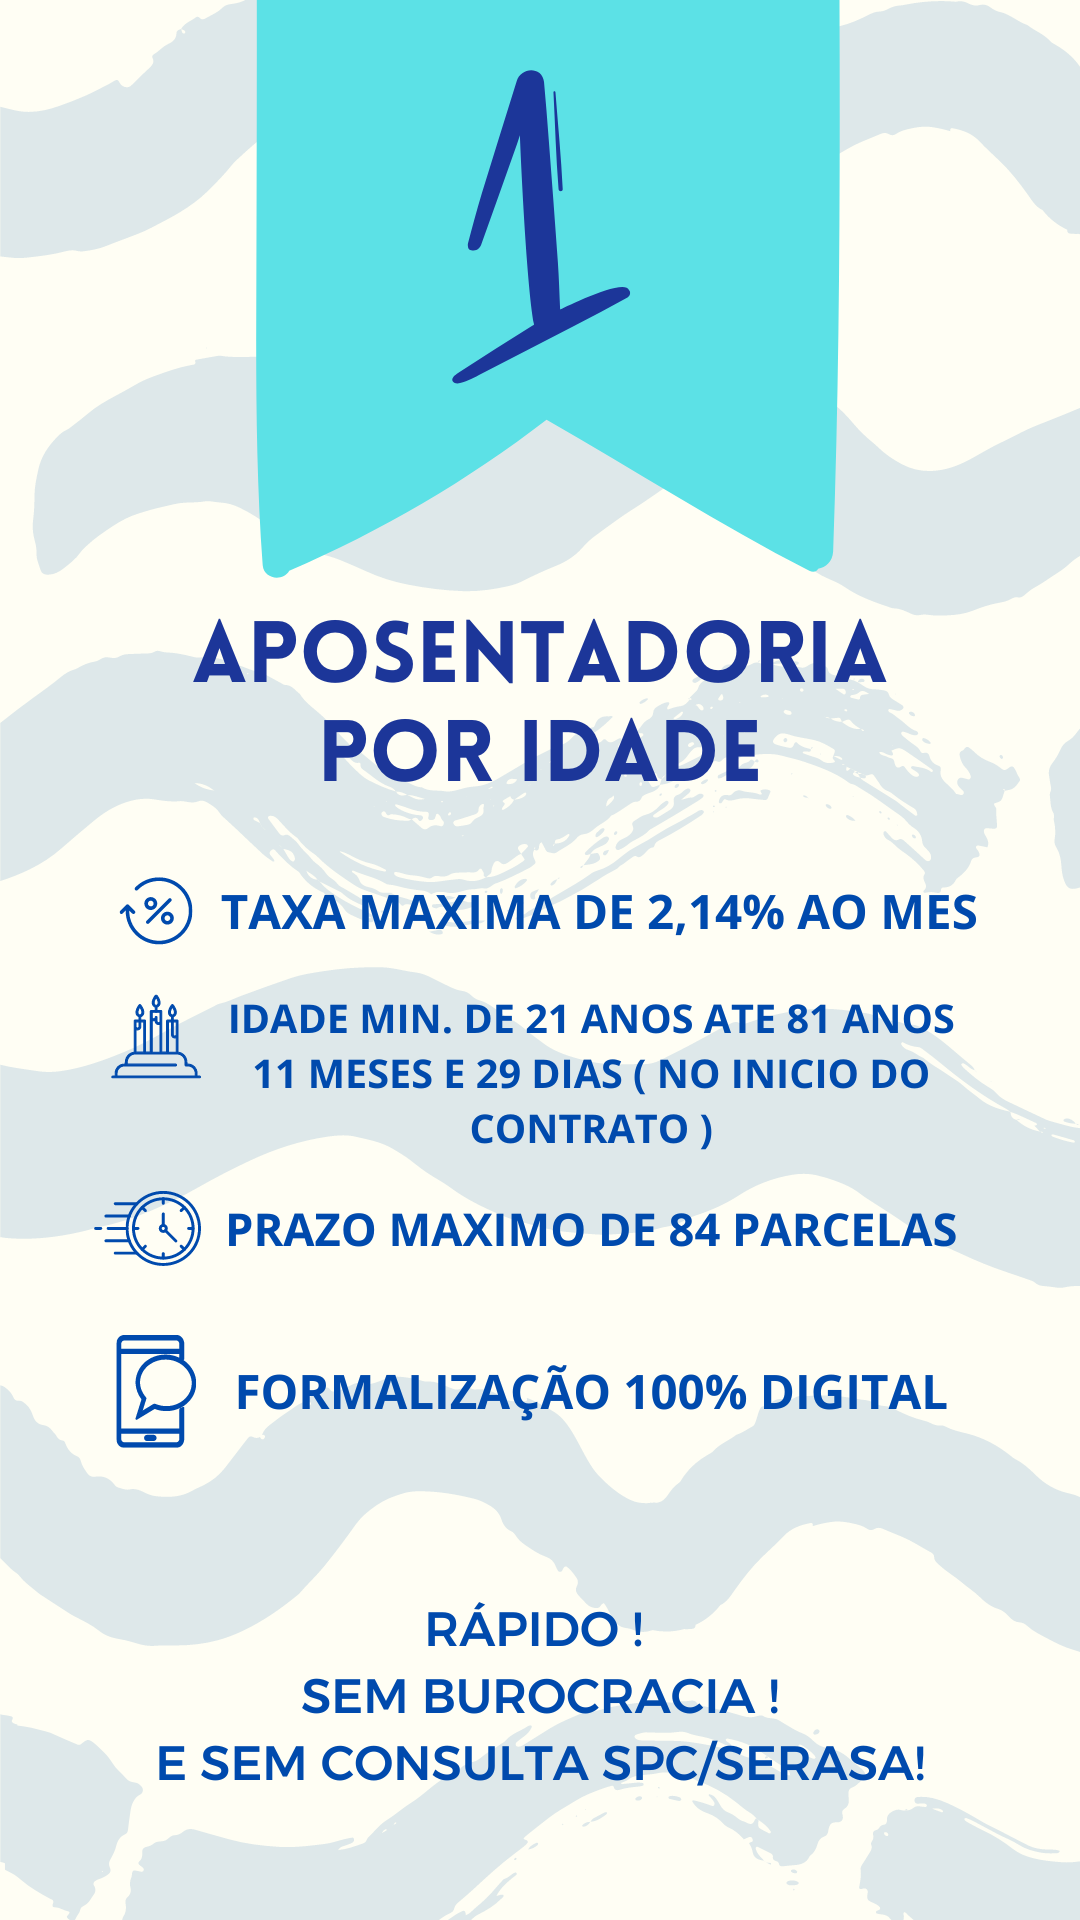 1
APOSENTADORIA
POR IDADE
%
TAXA MAXIMA DE 2,14% AO MES
IDADE MIN. DE 21 ANOS ATE 81 ANOS
11 MESES E 29 DIAS ( NO INICIO DO
CONTRATO )
PRAZO MAXIMO DE 84 PARCELAS
FORMALIZAÇÃO 100% DIGITAL
RÁPIDO !
SEM BUROCRACIA !
E SEM CONSULTA SPC/SERASA!